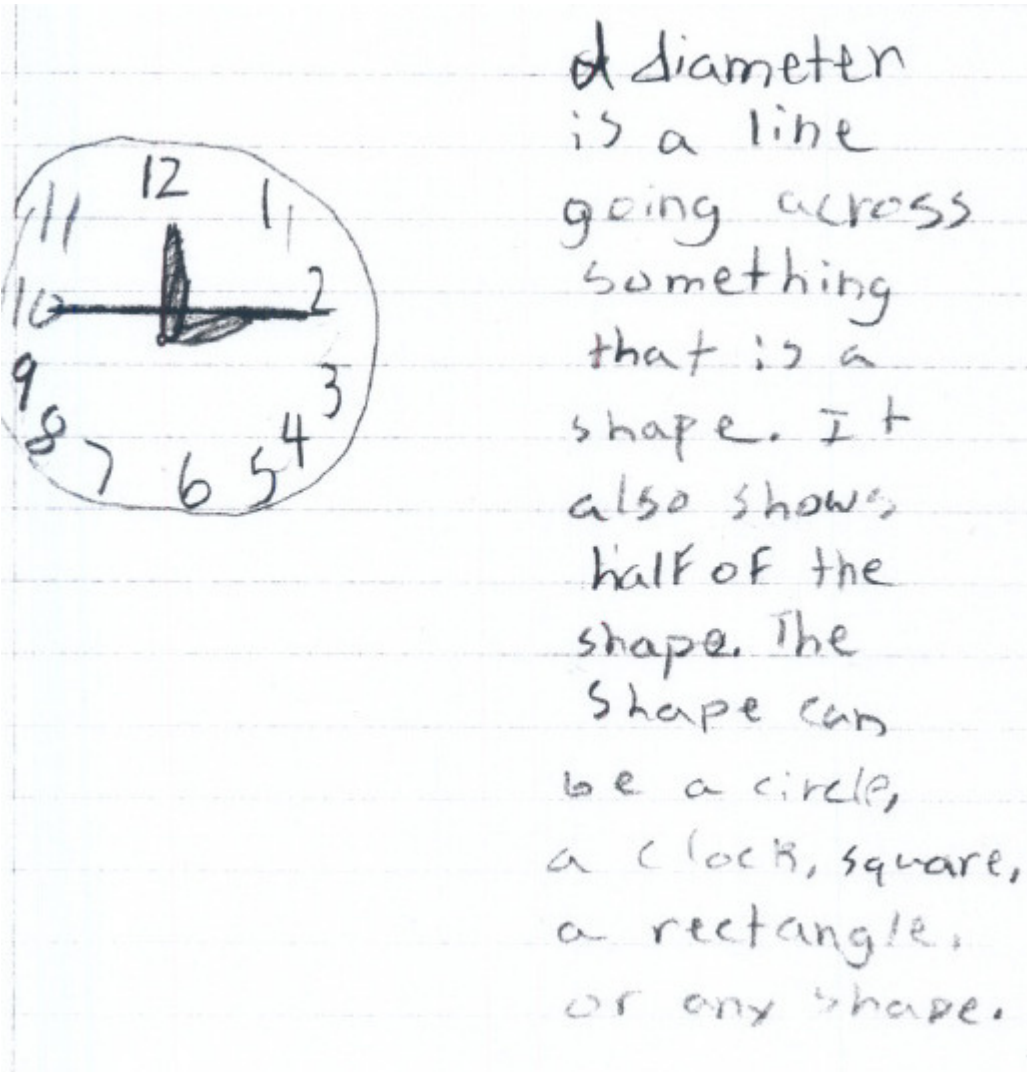 12
11
1
10
2
9
3
8
4
7
6
5
a diameter
is a line
going across
something
that is a
shape. It
also shows
half of the
shape. The
Shape can
be a circle,
a clock, square,
a rectangle,
or any shape.